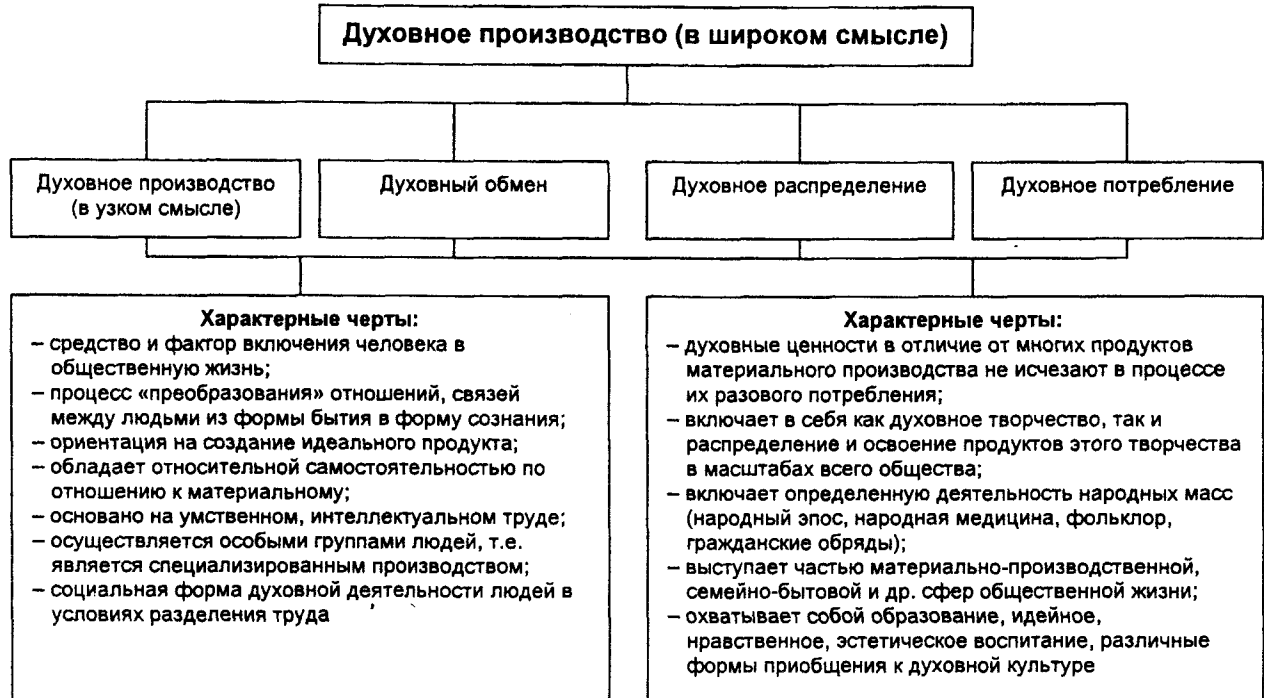 Духовное производство (в широком смысле)
Духовное производство
(в узком смысле)
Духовный обмен
Духовное распределение
Духовное потребление
Характерные черты:
– средство и фактор включения человека в
общественную жизнь;
– процесс «преобразования» отношений, связей
между людьми из формы бытия в форму сознания;
– ориентация на создание идеального продукта;
– обладает относительной самостоятельностью по
отношению к материальному;
– основано на умственном, интеллектуальном труде;
– осуществляется особыми группами людей, т.е.
является специализированным производством;
– социальная форма духовной деятельности людей в
условиях разделения труда
Характерные черты:
– духовные ценности в отличие от многих продуктов
материального производства не исчезают в процессе
их разового потребления;
– включает в себя как духовное творчество, так и
распределение и освоение продуктов этого творчества
в масштабах всего общества;
– включает определенную деятельность народных масс
(народный эпос, народная медицина, фольклор,
гражданские обряды);
– выступает частью материально-производственной,
семейно-бытовой и др. сфер общественной жизни;
– охватывает собой образование, идейное,
нравственное, эстетическое воспитание, различные
формы приобщения к духовной культуре